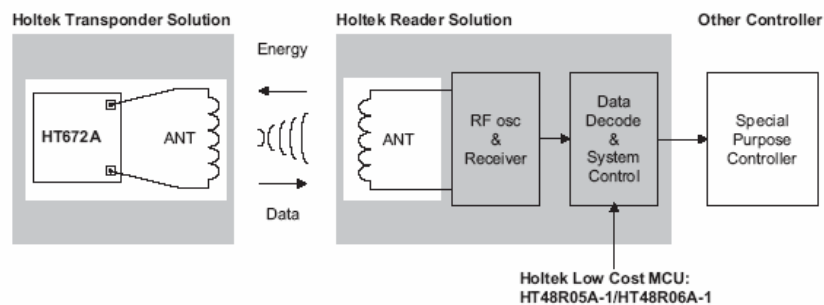 Holtek Transponder Solution
Holtek Reader Solution
Other Controller
HT672A
ANT
Energy
Data
ANT
RF osc
&
Receiver
Data
Decode
&
System
Control
Special
Purpose
Controller
Holtek Low Cost MCU:
HT48R05A-1/HT48R06A-1